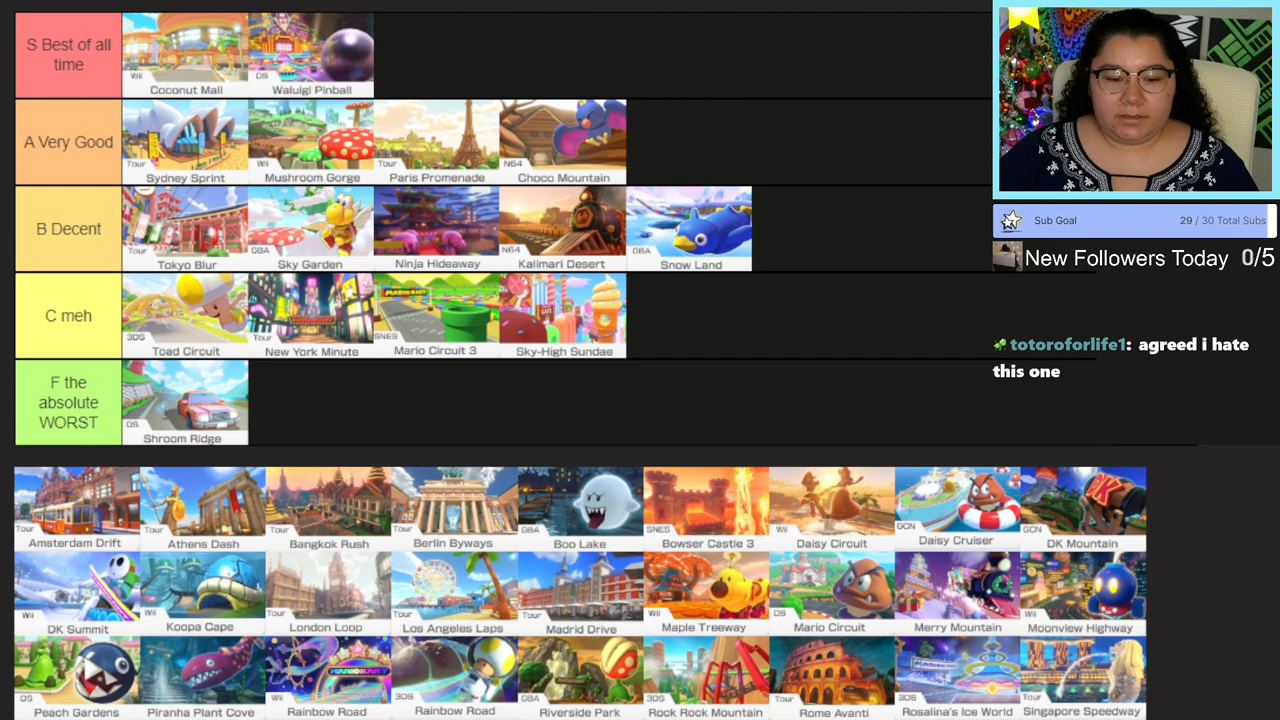 S Best of all
time
Wii
Coconut Mall
DS
Waluigi Pinball
A Very Good
Tour
Sydney Sprint
Wii
Mushroom Gorge
Tour
Paris Promenade
N64
Choco Mountain
B Decent
Tour
Tokyo Blur
GBA
Sky Garden
Ninja Hideaway
N64
Kalimari Desert
GBA
Snow Land
C meh
3DS
Toad Circuit
Tour
New York Minute
MARIOKART
SNES
Mario Circuit 3
Sky-High Sundae
F the
absolute
WORST
DS
Shroom Ridge
Sub Goal
29 / 30 Total Subs
New Followers Today 0/5
totoroforlife1: agreed i hate
this one
Tour
Amsterdam Drift
Tour
Athens Dash
Tour
Bangkok Rush
Tour
Berlin Byways
GBA
Boo Lake
SNES
Bowser Castle 3
Wii
Daisy Circuit
GCN
Daisy Cruiser
DK
GCN
DK Mountain
Wii
DK Summit
Wii
Koopa Cape
Tour
London Loop
Tour
Los Angeles Laps
Tour
Madrid Drive
Wii
Maple Treeway
DS
Mario Circuit
Merry Mountain
Wii
Moonview Highway
DS
Peach Gardens
Piranha Plant Cove
MARIOKART
Wii
Rainbow Road
3DS
Rainbow Road
GBA
Riverside Park
3DS
Rock Rock Mountain
Tour
Rome Avanti
MARIOKART
3DS
Rosalina's Ice World
Tour
Singapore Speedway